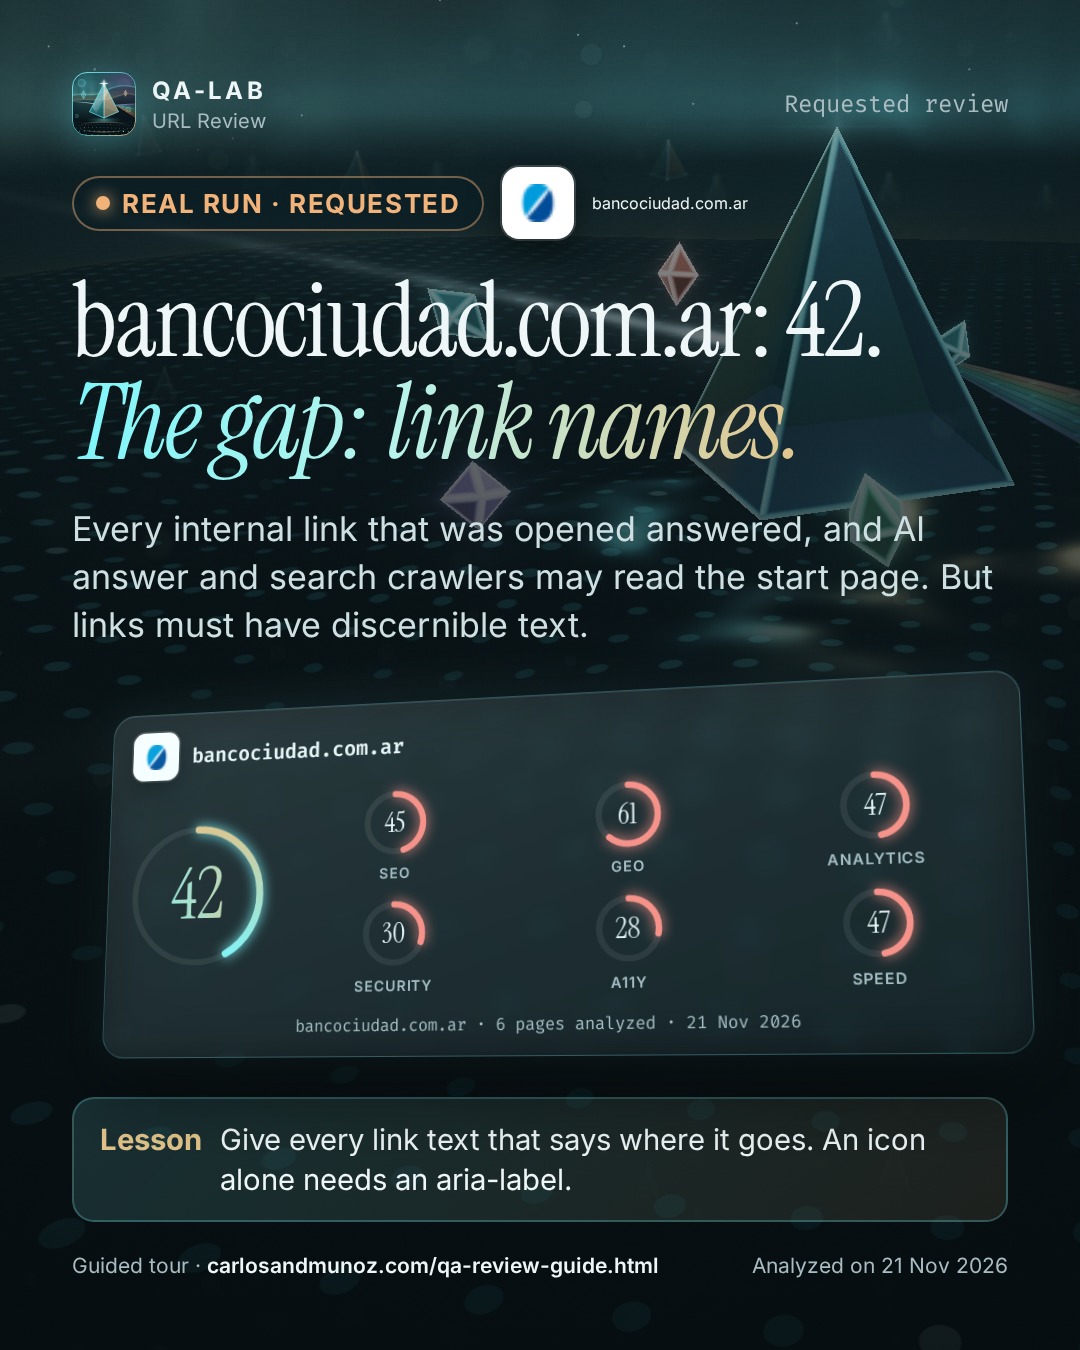 QA-LAB
URL Review
Requested review
REAL RUN · REQUESTED
bancociudad.com.ar
bancociudad.com.ar: 42.
The gap: link names.
Every internal link that was opened answered, and AI
answer and search crawlers may read the start page. But
links must have discernible text.
bancociudad.com.ar
42
45
SEO
61
GEO
47
ANALYTICS
30
SECURITY
28
A11Y
47
SPEED
bancociudad.com.ar · 6 pages analyzed · 21 Nov 2026
Lesson Give every link text that says where it goes. An icon
alone needs an aria-label.
Guided tour · carlosandmunoz.com/qa-review-guide.html
Analyzed on 21 Nov 2026